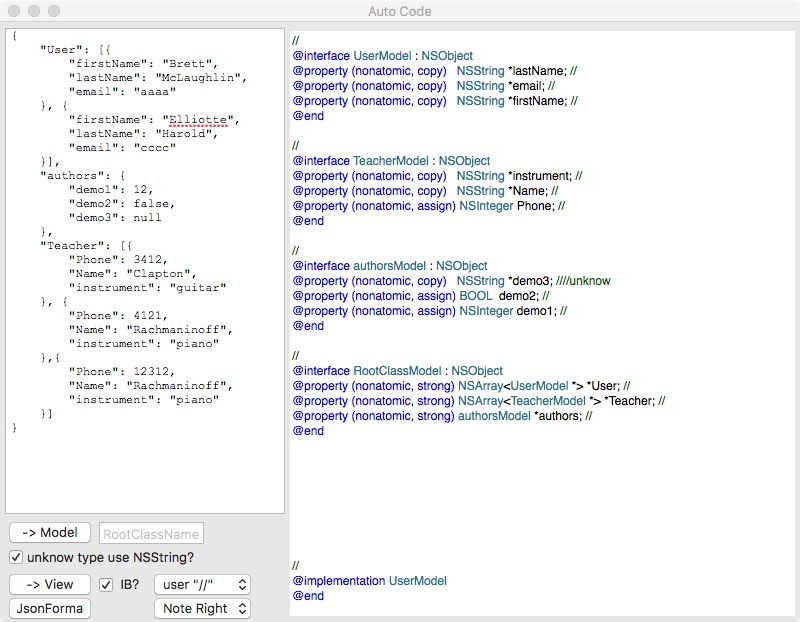 Auto Code
{
"User": [{
"firstName": "Brett",
"lastName": "McLaughlin",
"email": "aaaa"
}, {
"firstName": "Elliotte",
"lastName": "Harold",
"email": "cccc"
}],
"authors": {
"demo1": 12,
"demo2": false,
"demo3": null
},
"Teacher": [{
"Phone": 3412,
"Name": "Clapton",
"instrument": "guitar"
}, {
"Phone": 4121,
"Name": "Rachmaninoff",
"instrument": "piano"
},{
"Phone": 12312,
"Name": "Rachmaninoff",
"instrument": "piano"
}]
}
-> Model
RootClassName
unknow type use NSString?
-> View
IB?
user "//"
JsonForma
Note Right
//
@interface UserModel : NSObject
@property (nonatomic, copy)   NSString *lastName; //
@property (nonatomic, copy)   NSString *email; //
@property (nonatomic, copy)   NSString *firstName; //
@end
//
@interface TeacherModel : NSObject
@property (nonatomic, copy)   NSString *instrument; //
@property (nonatomic, copy)   NSString *Name; //
@property (nonatomic, assign) NSInteger Phone; //
@end
//
@interface authorsModel : NSObject
@property (nonatomic, copy)   NSString *demo3; ////unknow
@property (nonatomic, assign) BOOL  demo2; //
@property (nonatomic, assign) NSInteger demo1; //
@end
//
@interface RootClassModel : NSObject
@property (nonatomic, strong) NSArray<UserModel *> *User; //
@property (nonatomic, strong) NSArray<TeacherModel *> *Teacher; //
@property (nonatomic, strong) authorsModel *authors; //
@end
//
@implementation UserModel
@end